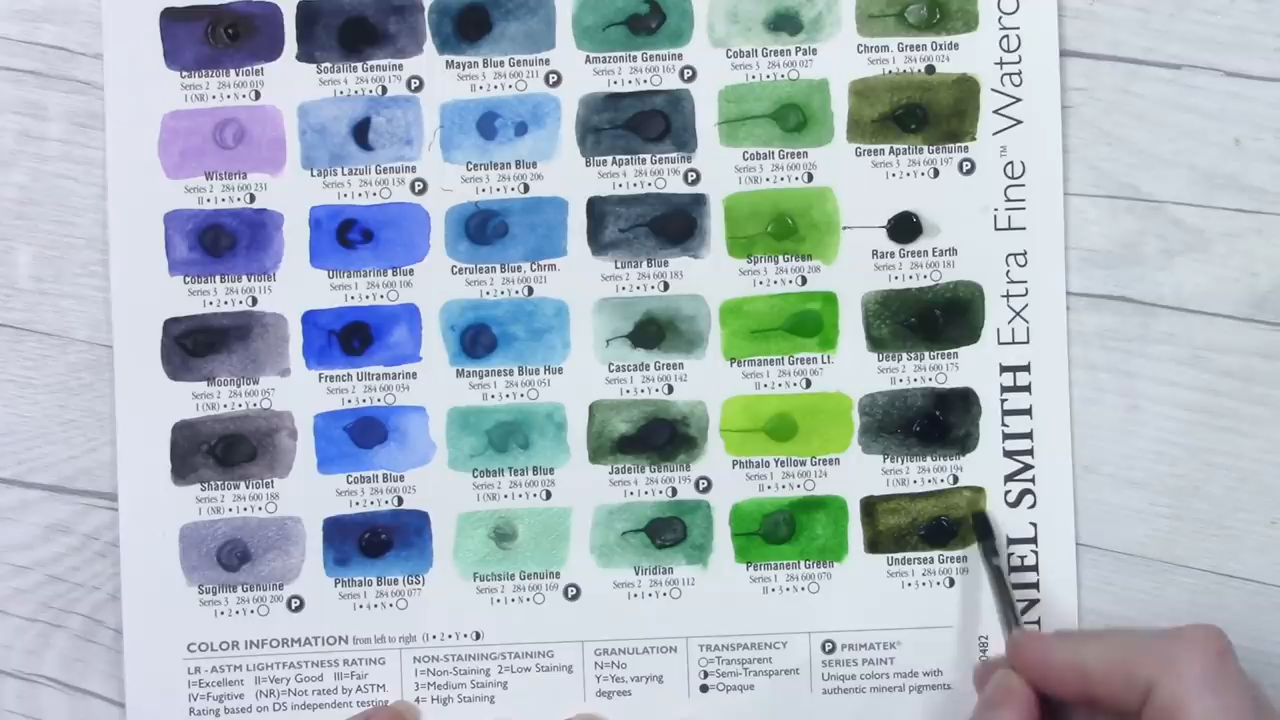 Carbazole Violet
Series 2 284 600 019
I (NR) • 3 • N •
Sodalite Genuine
Series 4 284 600 179
I • 2 • Y •
P
Mayan Blue Genuine
Series 3 284 600 211
II • 2 • Y •
P
Amazonite Genuine
Series 2 284 600 163
I • 1 • N •
P
Cobalt Green Pale
Series 3 284 600 027
I • 1 • Y •
Chrom. Green Oxide
Series 1 284 600 024
I • 2 • Y •
Wisteria
Series 2 284 600 231
II • 1 • N •
Lapis Lazuli Genuine
Series 5 284 600 138
I • 1 • Y •
P
Cerulean Blue
Series 3 284 600 206
I • 1 • Y •
Blue Apatite Genuine
Series 4 284 600 196
I • 1 • Y •
P
Cobalt Green
Series 3 284 600 026
I (NR) • 2 • Y •
Green Apatite Genuine
Series 3 284 600 197
I • 2 • Y •
P
Cobalt Blue Violet
Series 3 284 600 115
I • 2 • Y •
Ultramarine Blue
Series 1 284 600 106
I • 3 • Y •
Cerulean Blue, Chrm.
Series 2 284 600 021
I • 2 • Y •
Lunar Blue
Series 2 284 600 183
I • 2 • Y •
Spring Green
Series 3 284 600 208
I • 2 • N •
Rare Green Earth
Series 2 284 600 181
I • 1 • Y •
Moonglow
Series 2 284 600 057
I (NR) • 2 • Y •
French Ultramarine
Series 2 284 600 034
I • 3 • Y •
Manganese Blue Hue
Series 1 284 600 051
II • 3 • Y •
Cascade Green
Series 1 284 600 142
I • 3 • Y •
Permanent Green Lt.
Series 1 284 600 067
II • 2 • N •
Deep Sap Green
Series 2 284 600 175
II • 3 • N •
Shadow Violet
Series 2 284 600 188
I (NR) • 1 • Y •
Cobalt Blue
Series 3 284 600 025
I • 2 • Y •
Cobalt Teal Blue
Series 2 284 600 028
I (NR) • 1 • Y •
Jadeite Genuine
Series 4 284 600 195
I • 1 • Y •
P
Phthalo Yellow Green
Series 1 284 600 124
II • 3 • N •
Perylene Green
Series 2 284 600 194
I (NR) • 3 • N •
Sugilite Genuine
Series 3 284 600 200
I • 2 • Y •
P
Phthalo Blue (GS)
Series 1 284 600 077
I • 4 • N •
Fuchsite Genuine
Series 2 284 600 169
I • 1 • N •
P
Viridian
Series 2 284 600 112
I • 1 • Y •
Permanent Green
Series 1 284 600 070
II • 3 • N •
Undersea Green
Series 1 284 600 109
I • 3 • Y •
NIEL SMITH Extra Fine™ Waterc
0482
COLOR INFORMATION from left to right (I • 2 • Y • )
LR - ASTM LIGHTFASTNESS RATING
I=Excellent II=Very Good III=Fair
IV=Fugitive (NR)=Not rated by ASTM.
Rating based on DS independent testing.
NON-STAINING/STAINING
1=Non-Staining 2=Low Staining
3=Medium Staining
4= High Staining
GRANULATION
N=No
Y=Yes, varying
degrees
TRANSPARENCY
=Transparent
=Semi-Transparent
=Opaque
P PRIMATEK®
SERIES PAINT
Unique colors made with
authentic mineral pigments.